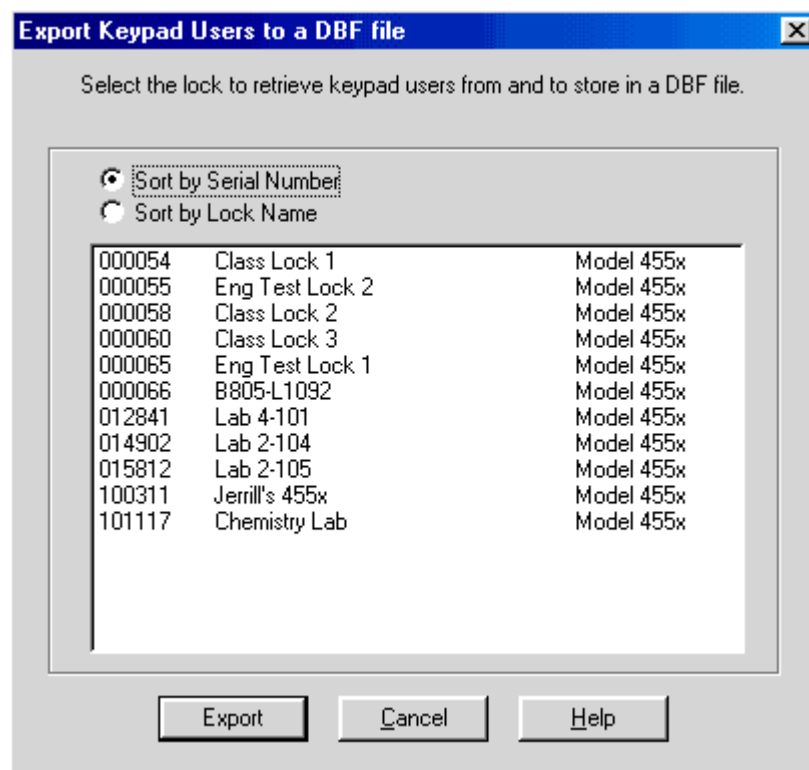 Export Keypad Users to a DBF file
Select the lock to retrieve keypad users from and to store in a DBF file.
Sort by Serial Number
Sort by Lock Name
000054 Class Lock 1 Model 455x
000055 Eng Test Lock 2 Model 455x
000058 Class Lock 2 Model 455x
000060 Class Lock 3 Model 455x
000065 Eng Test Lock 1 Model 455x
000066 B805-L1092 Model 455x
012841 Lab 4-101 Model 455x
014902 Lab 2-104 Model 455x
015812 Lab 2-105 Model 455x
100311 Jerrill's 455x Model 455x
101117 Chemistry Lab Model 455x
Export Cancel Help